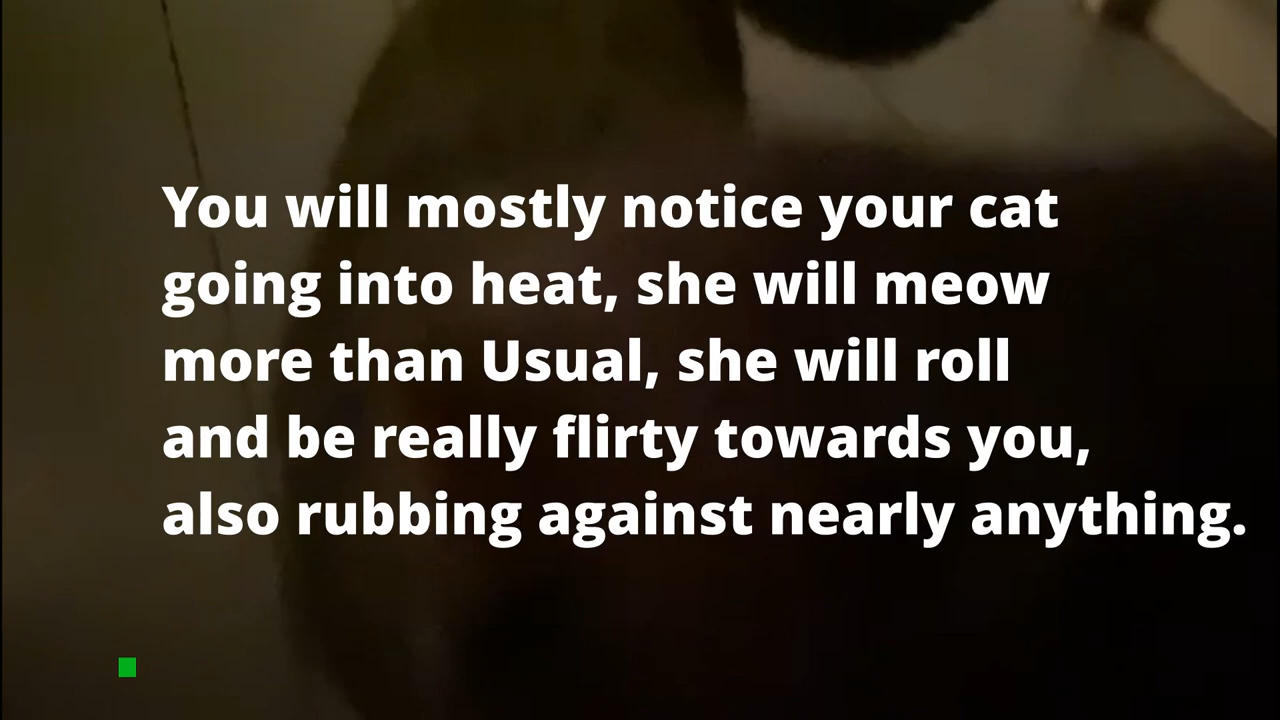 You will mostly notice your cat
going into heat, she will meow
more than Usual, she will roll
and be really flirty towards you,
also rubbing against nearly anything.